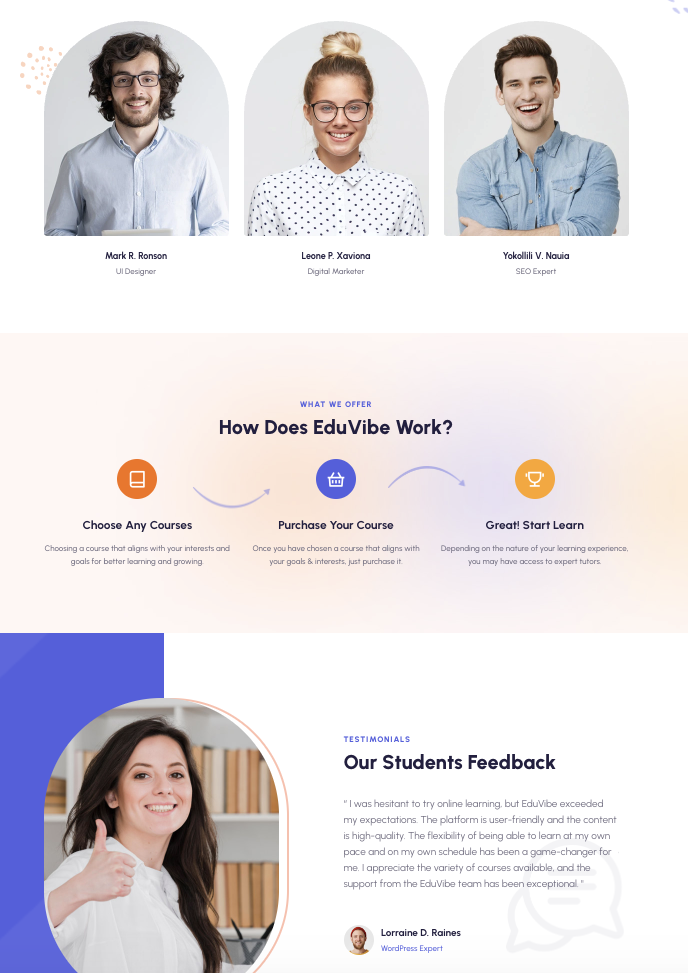 Mark R. Ronson
UI Designer
Leone P. Xaviona
Digital Marketer
Yokollili V. Nauia
SEO Expert
WHAT WE OFFER
How Does EduVibe Work?
Choose Any Courses
Choosing a course that aligns with your interests and
goals for better learning and growing.
Purchase Your Course
Once you have chosen a course that aligns with
your goals & interests, just purchase it.
Great! Start Learn
Depending on the nature of your learning experience,
you may have access to expert tutors.
TESTIMONIALS
Our Students Feedback
“ I was hesitant to try online learning, but EduVibe exceeded
my expectations. The platform is user-friendly and the content
is high-quality. The flexibility of being able to learn at my own
pace and on my own schedule has been a game-changer for
me. I appreciate the variety of courses available, and the
support from the EduVibe team has been exceptional. ”
Lorraine D. Raines
WordPress Expert